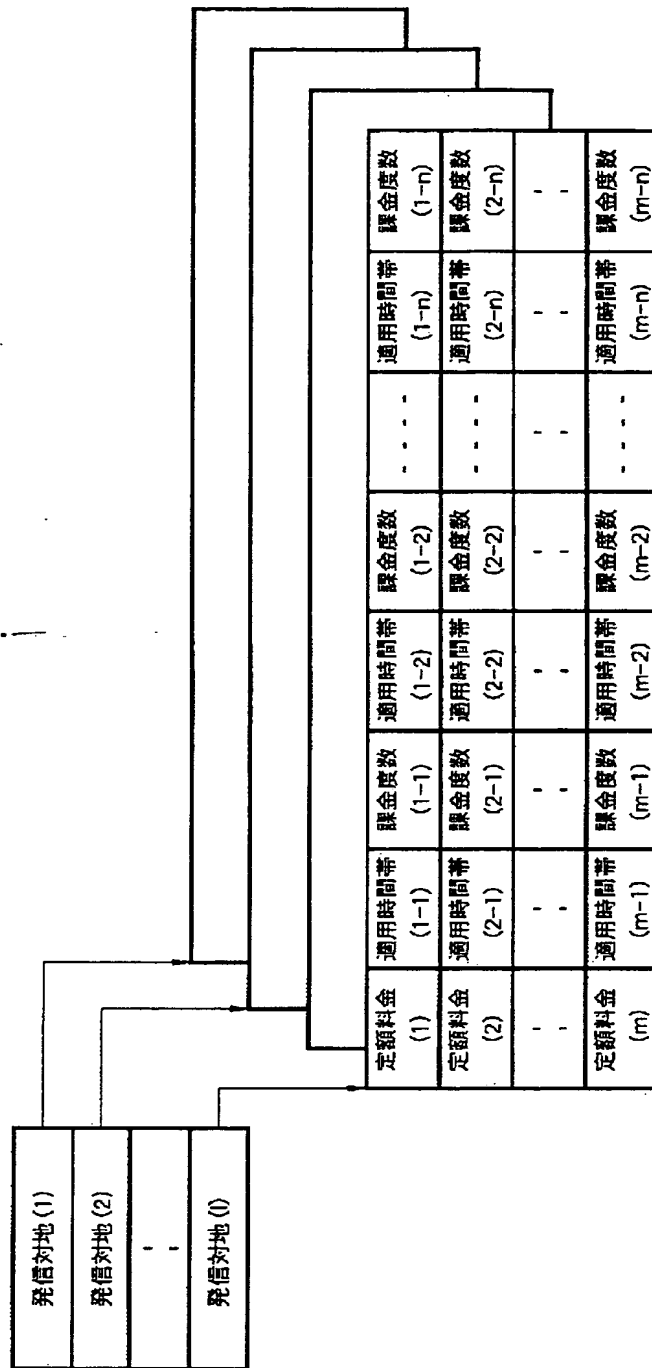 発信対地(1)
発信対地(2)
- -
発信対地(l)
定額料金
(1)
適用時間帯
(1-1)
課金度数
(1-1)
適用時間帯
(1-2)
課金度数
(1-2)
- - - -
適用時間帯
(1-n)
課金度数
(1-n)
定額料金
(2)
適用時間帯
(2-1)
課金度数
(2-1)
適用時間帯
(2-2)
課金度数
(2-2)
- - - -
適用時間帯
(2-n)
課金度数
(2-n)
- -
- -
- -
- -
- -
- -
- -
- -
定額料金
(m)
適用時間帯
(m-1)
課金度数
(m-1)
適用時間帯
(m-2)
課金度数
(m-2)
- - - -
適用時間帯
(m-n)
課金度数
(m-n)